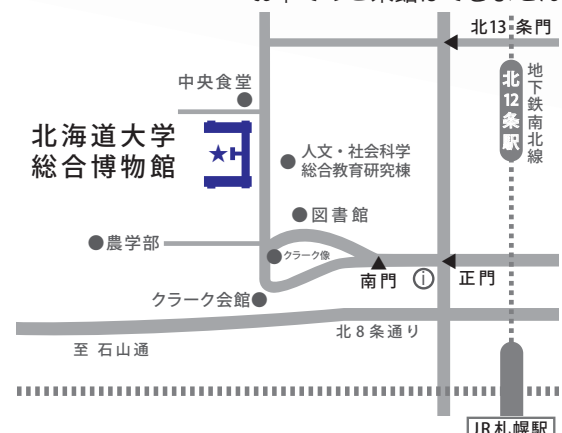 北13条門
中央食堂
地下鉄南北線
北12条駅
北海道大学
総合博物館
人文・社会科学
総合教育研究棟
図書館
農学部
クラーク像
南門
i
正門
クラーク会館
北8条通り
至 石山通
JR札幌駅